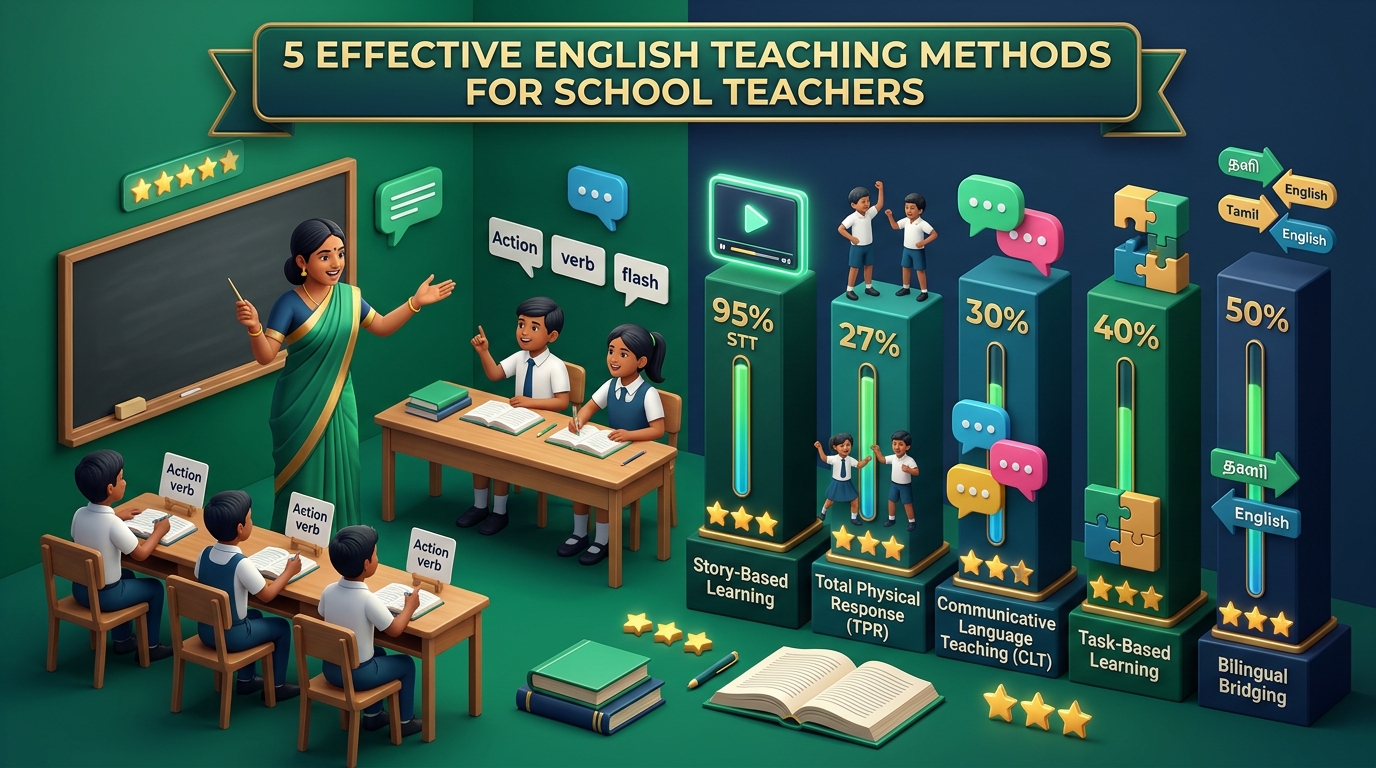 5 EFFECTIVE ENGLISH TEACHING METHODS
FOR SCHOOL TEACHERS
Action
verb
flash
Action
verb
Action
verb
Action
verb
95%
STT
27%
30%
40%
50%
English
Tamil
English
English
Story-Based
Learning
Total Physical
Response
(TPR)
Communicative
Language
Teaching (CLT)
Task-Based
Learning
Bilingual
Bridging